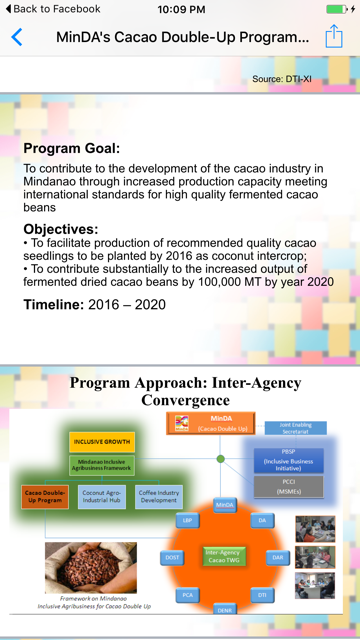 Back to Facebook
10:09 PM
MinDA's Cacao Double-Up Program...
Source: DTI-XI
Program Goal:
To contribute to the development of the cacao industry in
Mindanao through increased production capacity meeting
international standards for high quality fermented cacao
beans
Objectives:
• To facilitate production of recommended quality cacao
seedlings to be planted by 2016 as coconut intercrop;
• To contribute substantially to the increased output of
fermented dried cacao beans by 100,000 MT by year 2020
Timeline: 2016 – 2020
Program Approach: Inter-Agency
Convergence
MinDA
(Cacao Double Up)
Joint Enabling
Secretariat
INCLUSIVE GROWTH
Mindanao Inclusive
AgriBusiness Framework
PBSP
(Inclusive Business
Initiative)
PCCI
(MSMEs)
Cacao Double-
Up Program
Coconut Agro-
Industrial Hub
Coffee Industry
Development
MinDA
LBP
DA
DOST
Inter-Agency
Cacao TWG
DAR
PCA
DTI
DENR
Framework on Mindanao
Inclusive Agribusiness for Cacao Double Up